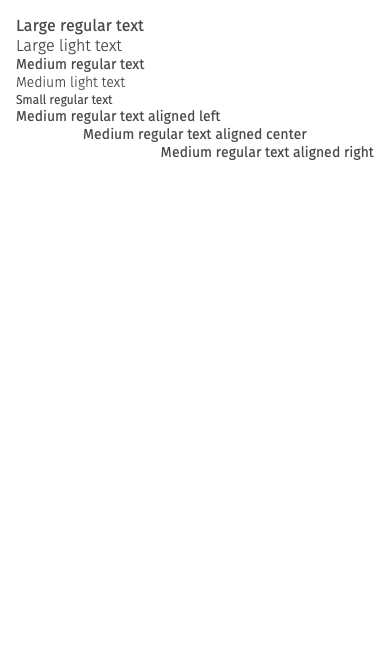 Large regular text
Large light text
Medium regular text
Medium light text
Small regular text
Medium regular text aligned left
Medium regular text aligned center
Medium regular text aligned right